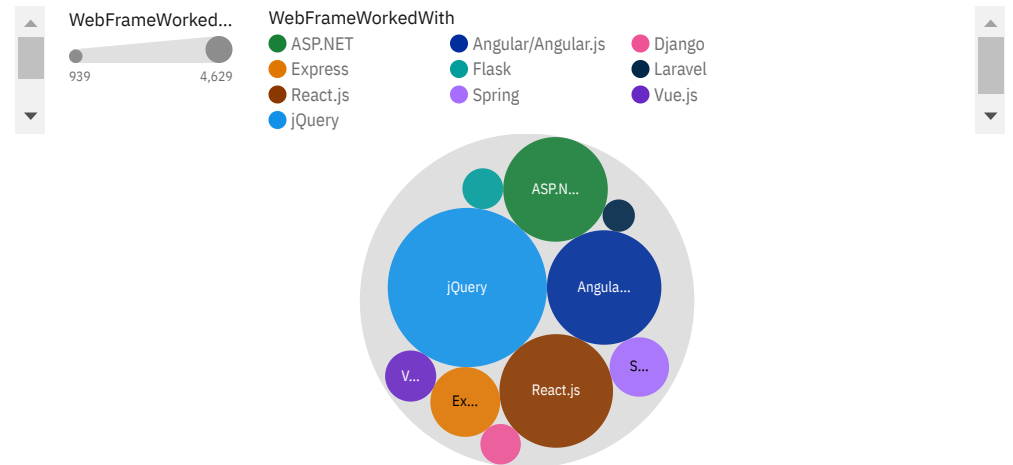 WebFrameWorked...
939 4,629
WebFrameWorkedWith
ASP.NET Angular/Angular.js Django
Express Flask Laravel
React.js Spring Vue.js
jQuery
ASP.N...
jQuery Angula...
V... Ex... React.js S...